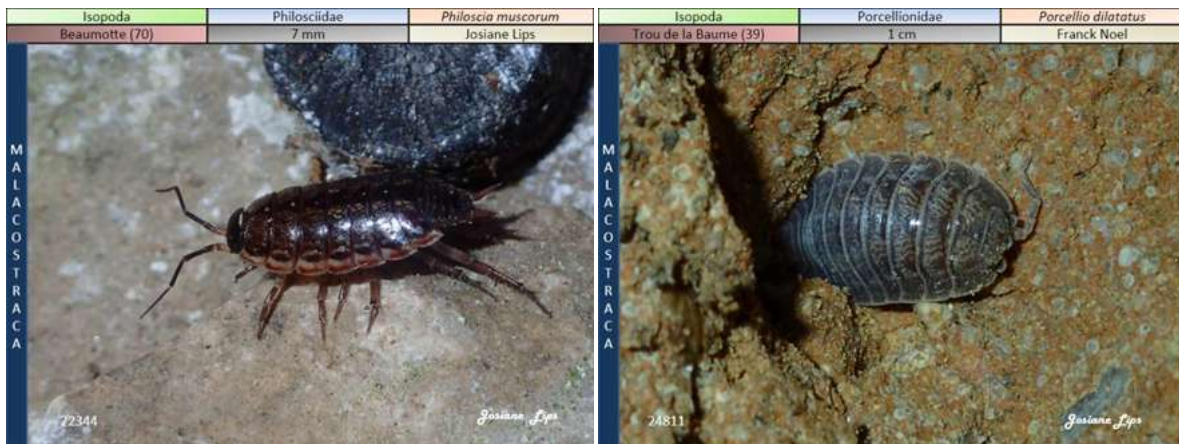 Isopoda Philosciidae Philoscia muscorum
Beaumotte (70) 7 mm Josiane Lips
MALACOSTRACA
22344 Josiane Lips
Isopoda Porcellionidae Porcellio dilatatus
Trou de la Baume (39) 1 cm Franck Noel
MALACOSTRACA
24811 Josiane Lips